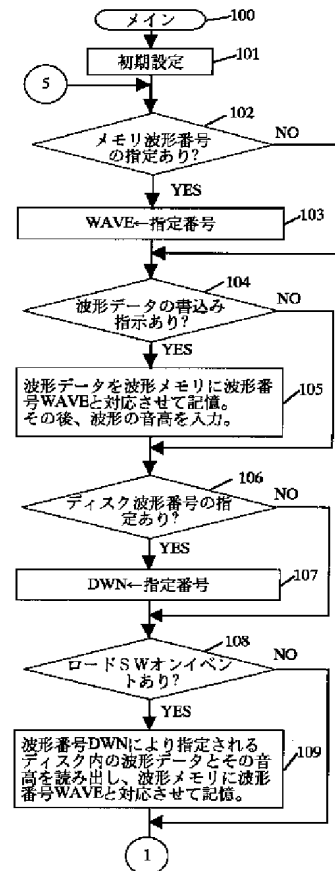 メイン
100
101
初期設定
5
102
メモリ波形番号
の指定あり?
NO
YES
103
WAVE←指定番号
104
波形データの書込み
指示あり?
NO
YES
波形データを波形メモリに波形番
号WAVEと対応させて記憶。
その後、波形の音高を入力。
105
106
ディスク波形番号の指
定あり?
NO
YES
DWN←指定番号
107
108
ロードSWオンイベン
トあり?
NO
YES
波形番号DWNにより指定される
ディスク内の波形データとその音
高を読み出し、波形メモリに波形
番号WAVEと対応させて記憶。
109
1